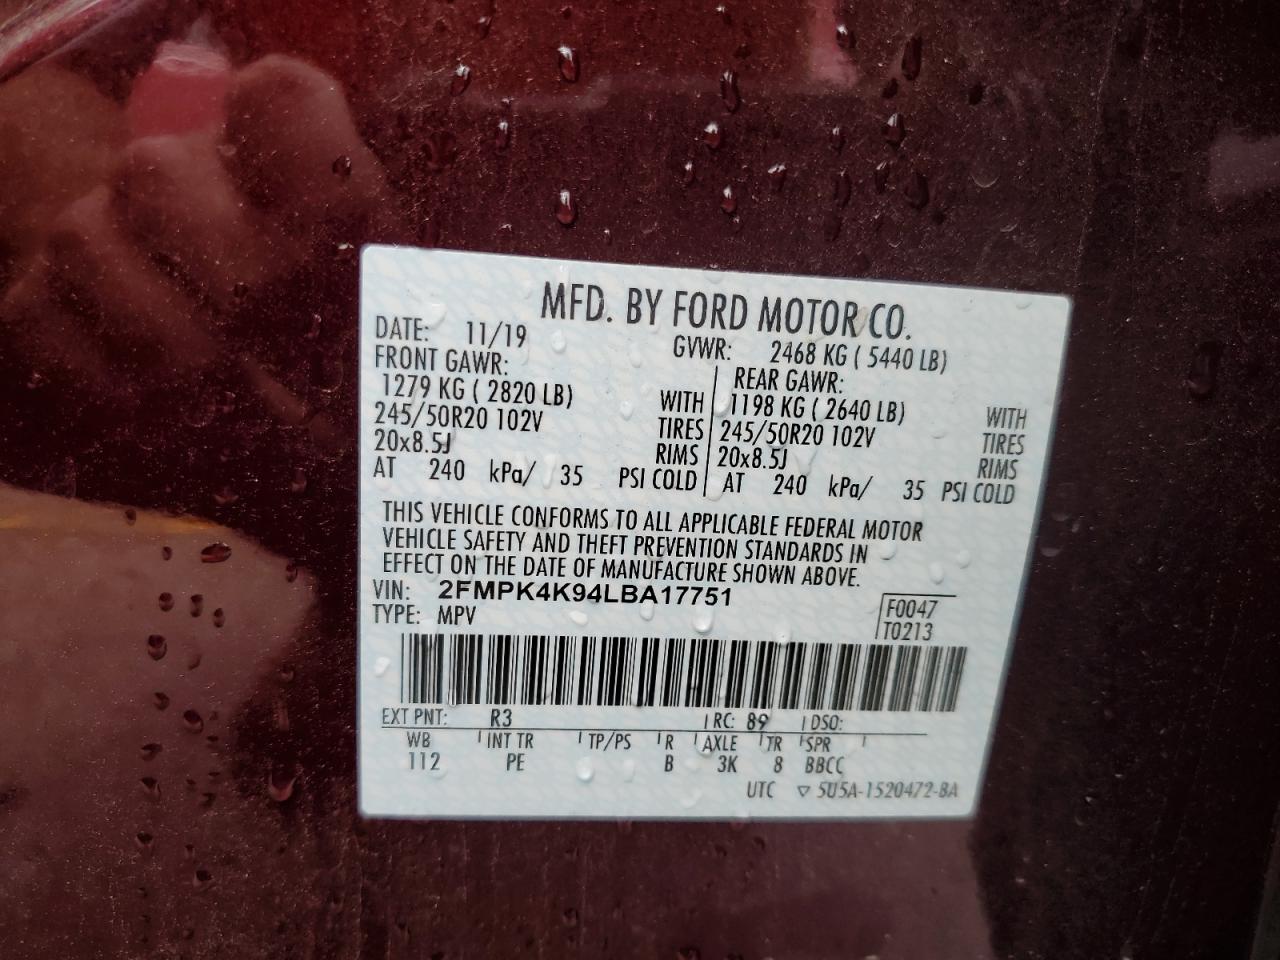 MFD. BY FORD MOTOR CO.
DATE: 11/19 GVWR: 2468 KG ( 5440 LB)
FRONT GAWR: REAR GAWR:
1279 KG ( 2820 LB) WITH 1198 KG ( 2640 LB) WITH
245/50R20 102V TIRES 245/50R20 102V TIRES
20x8.5J RIMS 20x8.5J RIMS
AT 240 kPa/ 35 PSI COLD AT 240 kPa/ 35 PSI COLD
THIS VEHICLE CONFORMS TO ALL APPLICABLE FEDERAL MOTOR
VEHICLE SAFETY AND THEFT PREVENTION STANDARDS IN
EFFECT ON THE DATE OF MANUFACTURE SHOWN ABOVE.
VIN: 2FMPK4K94LBA17751 F0047
TYPE: MPV T0213
EXT PNT: R3 RC: 89 DSO:
WB INT TR TP/PS R AXLE TR SPR
112 PE B 3K 8 BBCC
UTC ▽ 5U5A-1520472-BA